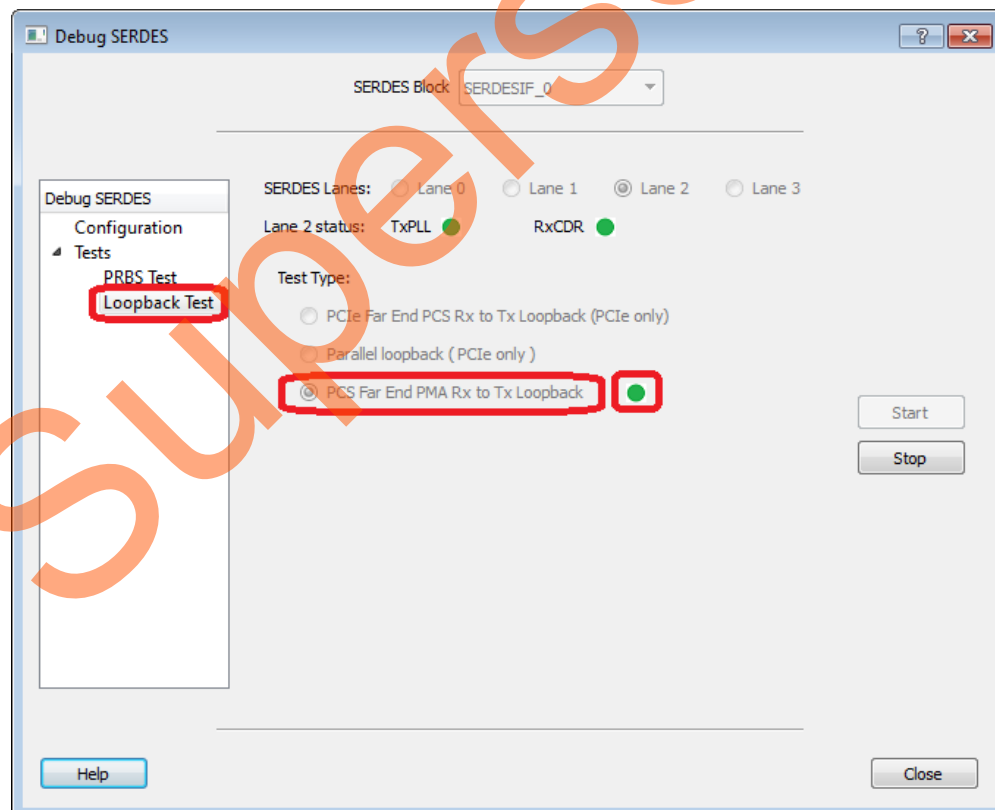 Debug SERDES
SERDES Block SERDESIF_0
Debug SERDES
Configuration
Tests
PRBS Test
Loopback Test
SERDES Lanes: Lane 0 Lane 1 Lane 2 Lane 3
Lane 2 status: TxPLL RxCDR
Test Type:
PCIe Far End PCS Rx to Tx Loopback (PCIe only)
Parallel loopback ( PCIe only )
PCS Far End PMA Rx to Tx Loopback
Start
Stop
Help
Close
Supers